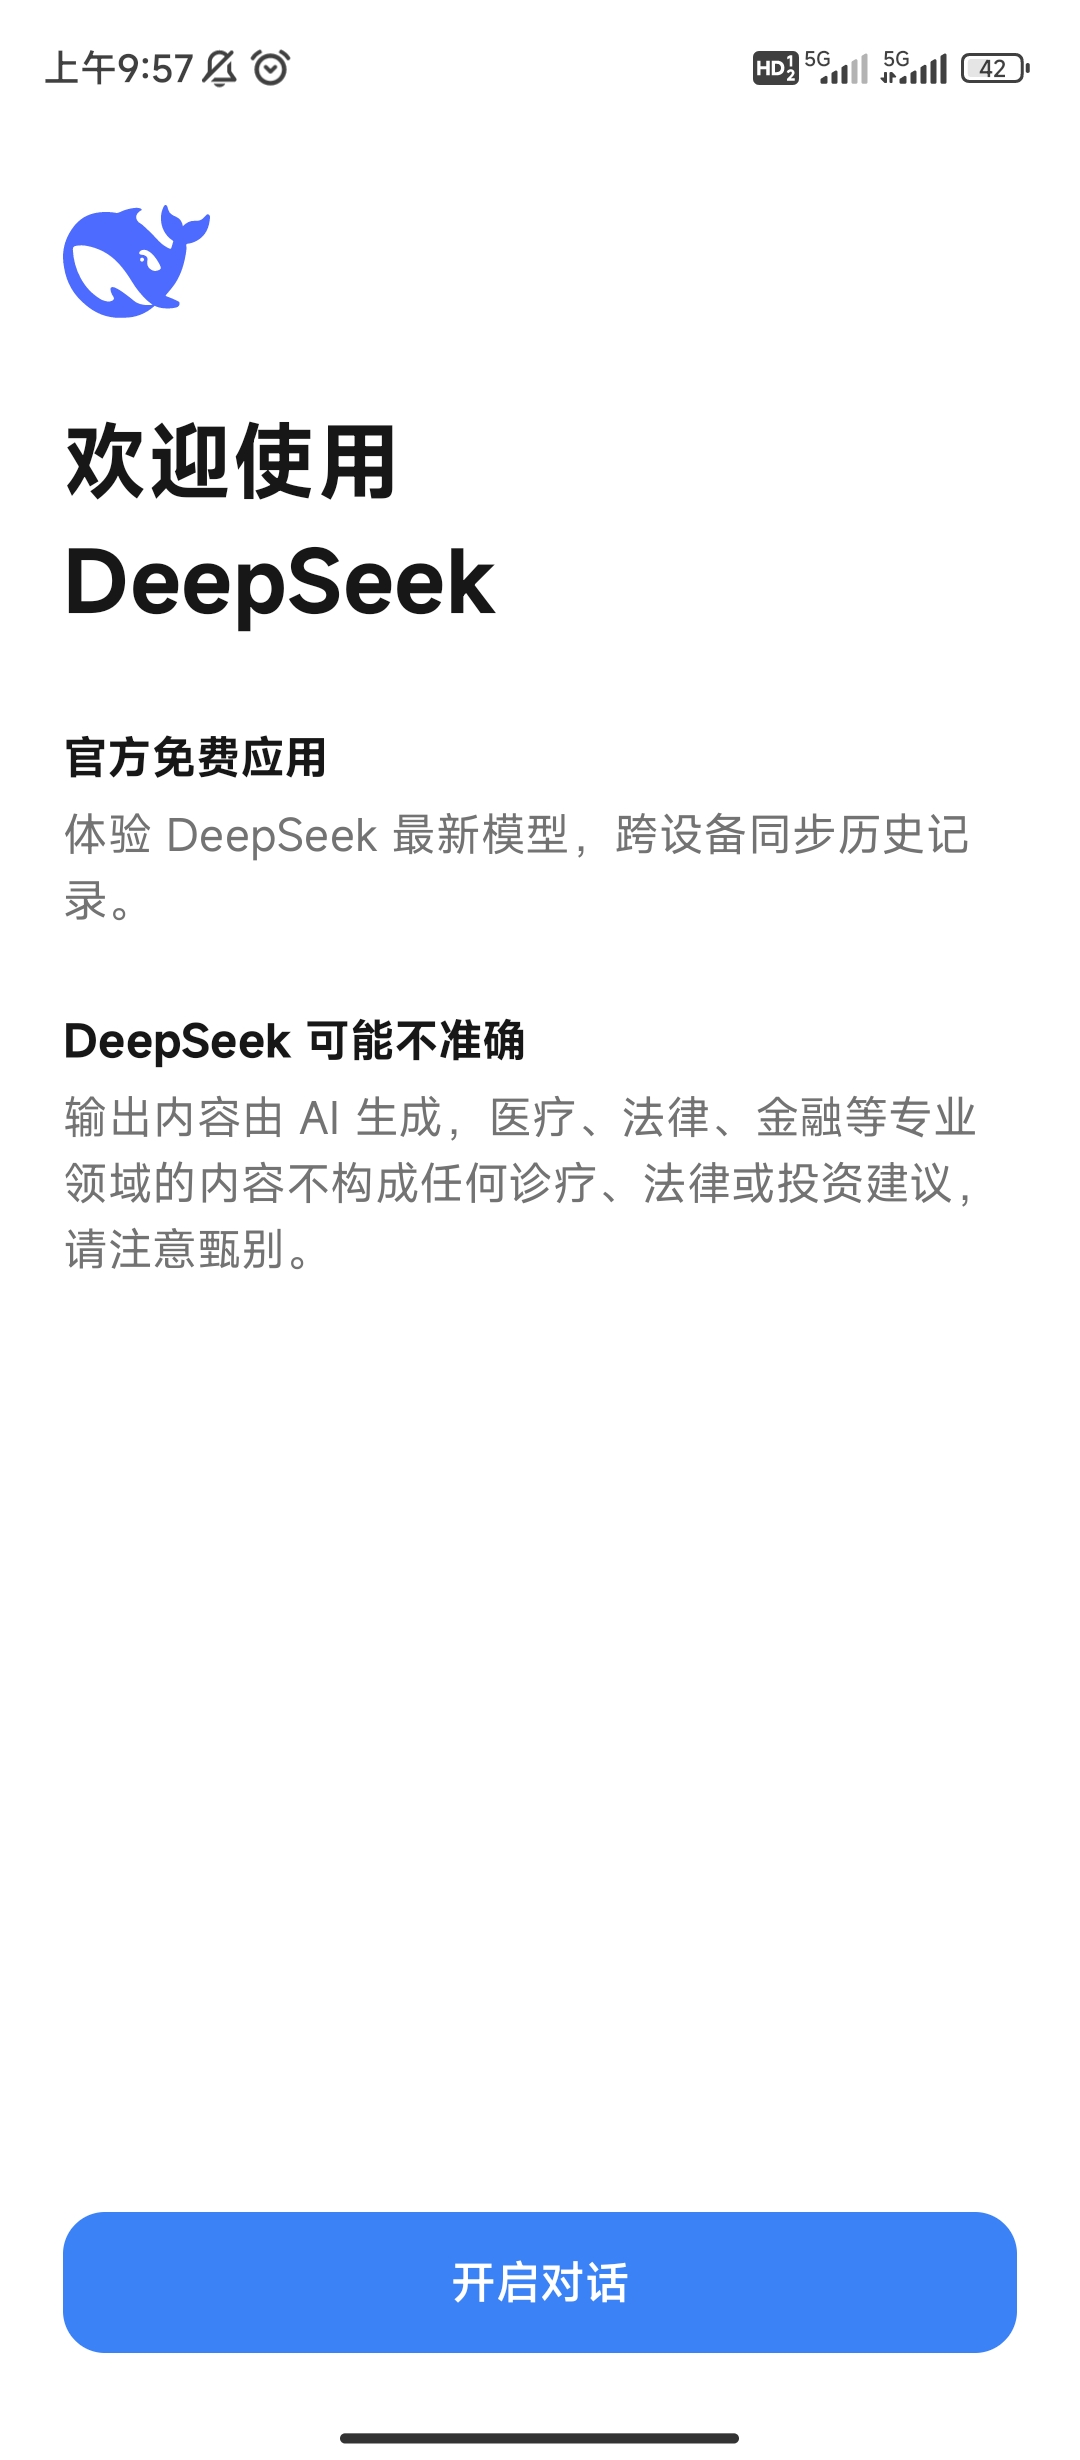 上午9:57 HD 1 2 5G 5G 42
欢迎使用
DeepSeek
官方免费应用
体验 DeepSeek 最新模型，跨设备同步历史记
录。
DeepSeek 可能不准确
输出内容由 AI 生成，医疗、法律、金融等专业
领域的内容不构成任何诊疗、法律或投资建议，
请注意甄别。
开启对话